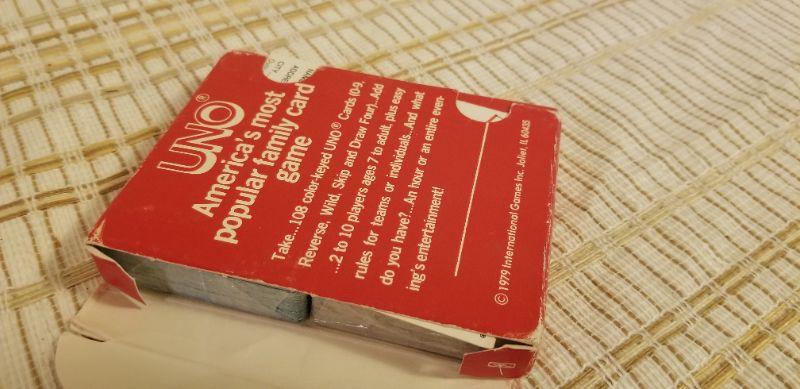 UNO®
America's most
popular family card
game
Take...108 color-keyed UNO® Cards (0-9,
Reverse, Wild, Skip and Draw Four)...Add
...2 to 10 players ages 7 to adult, plus easy
rules for teams or individuals...And what
do you have?...An hour or an entire even-
ing's entertainment!
© 1979 International Games Inc. Joliet, IL 60435
ADDRE
CITY